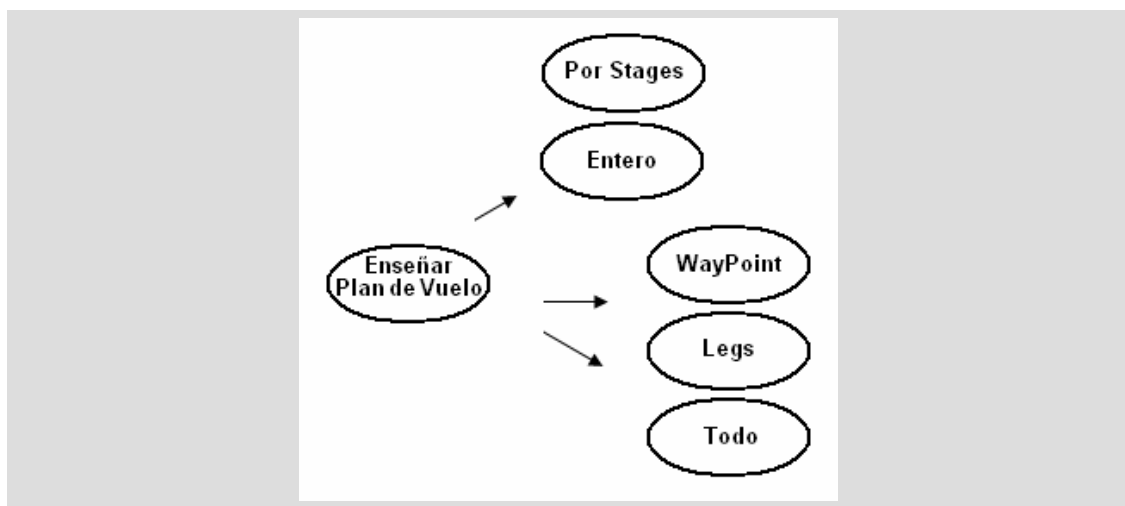 Por Stages
Entero
Enseñar
Plan de Vuelo
WayPoint
Legs
Todo